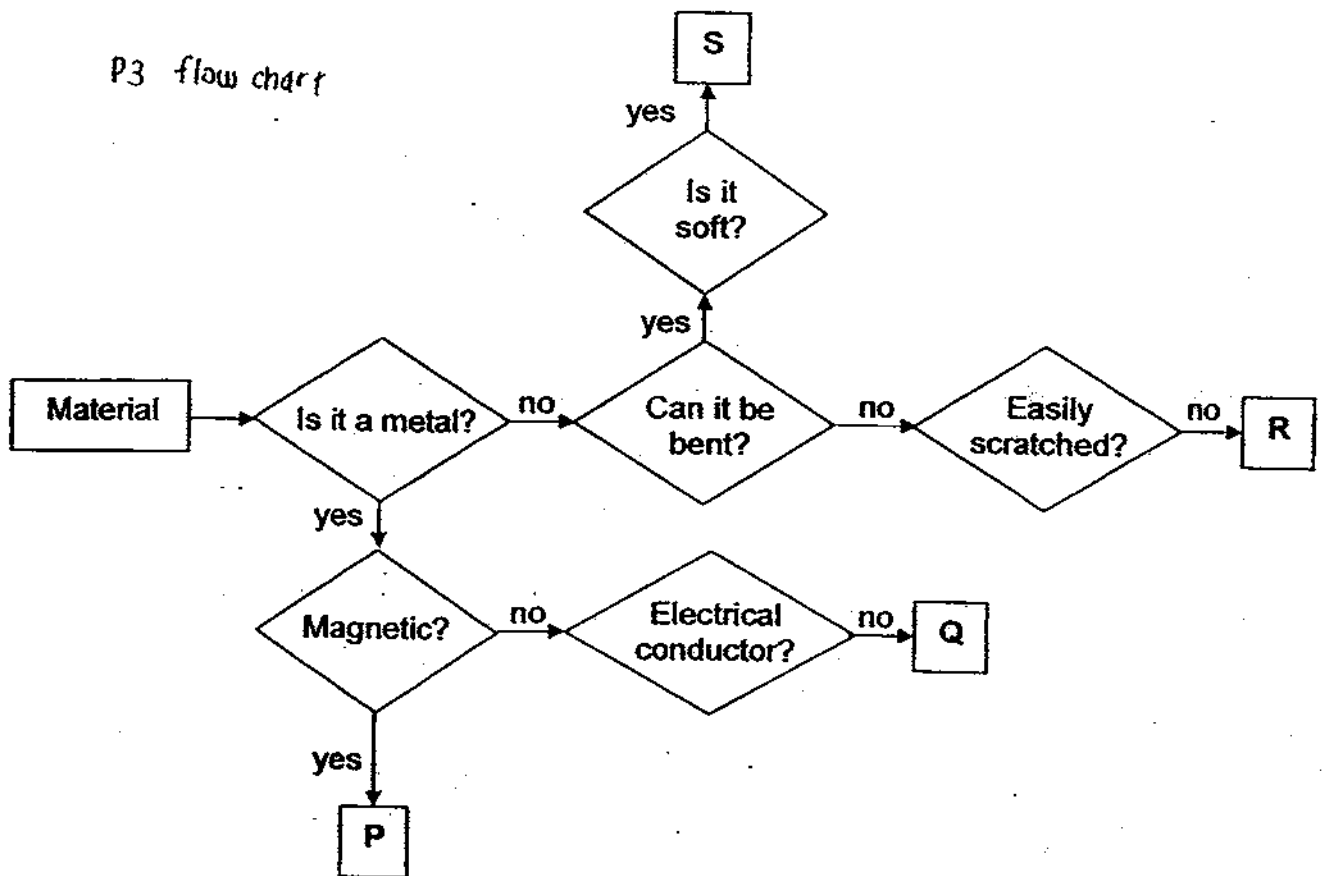 P3 flow chart
S
yes
Is it
soft?
yes
Material
Is it a metal?
no
Can it be
bent?
no
Easily
scratched?
no
R
yes
Magnetic?
no
Electrical
conductor?
no
Q
yes
P